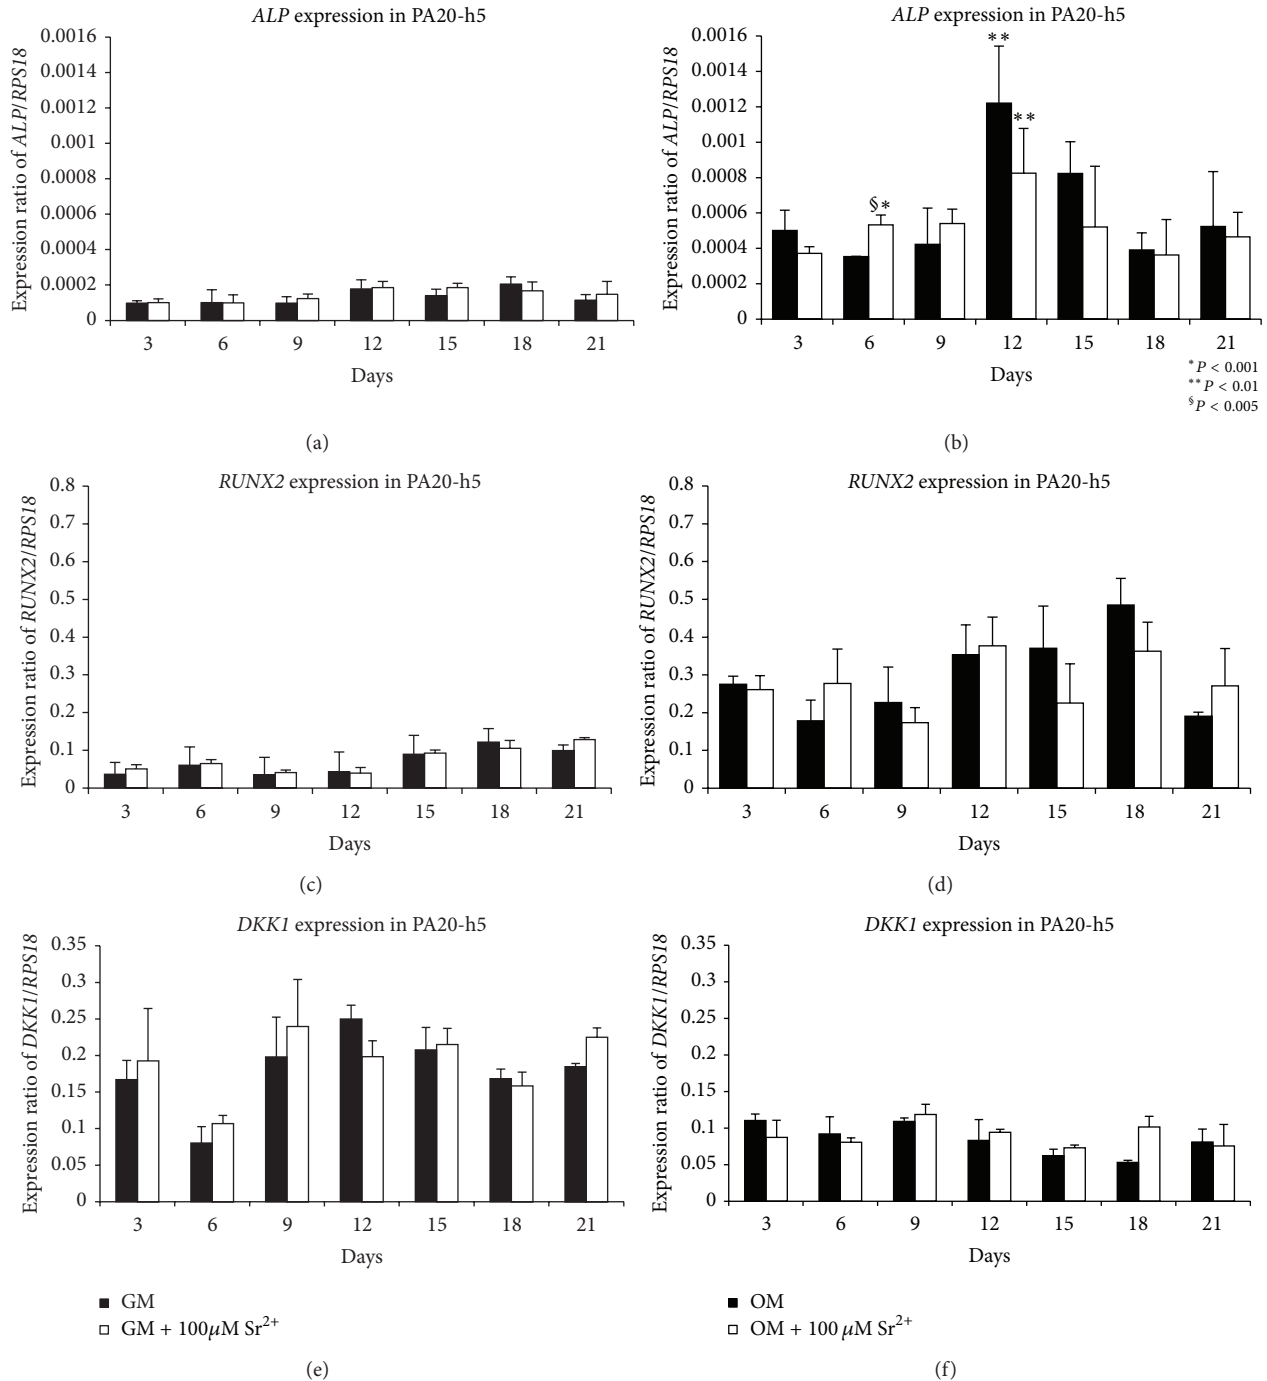 ALP expression in PA20-h5
Expression ratio of ALP/RPS18
0.0016
0.0014
0.0012
0.001
0.0008
0.0006
0.0004
0.0002
0
3 6 9 12 15 18 21
Days
(a)
ALP expression in PA20-h5
Expression ratio of ALP/RPS18
0.0016
0.0014
0.0012
0.001
0.0008
0.0006
0.0004
0.0002
0
**
**
§*
3 6 9 12 15 18 21
Days
*P < 0.001
**P < 0.01
§P < 0.005
(b)
RUNX2 expression in PA20-h5
Expression ratio of RUNX2/RPS18
0.8
0.7
0.6
0.5
0.4
0.3
0.2
0.1
0
3 6 9 12 15 18 21
Days
(c)
RUNX2 expression in PA20-h5
Expression ratio of RUNX2/RPS18
0.8
0.7
0.6
0.5
0.4
0.3
0.2
0.1
0
3 6 9 12 15 18 21
Days
(d)
DKK1 expression in PA20-h5
Expression ratio of DKK1/RPS18
0.35
0.3
0.25
0.2
0.15
0.1
0.05
0
3 6 9 12 15 18 21
Days
GM
GM + 100μM Sr²⁺
(e)
DKK1 expression in PA20-h5
Expression ratio of DKK1/RPS18
0.35
0.3
0.25
0.2
0.15
0.1
0.05
0
3 6 9 12 15 18 21
Days
OM
OM + 100 μM Sr²⁺
(f)